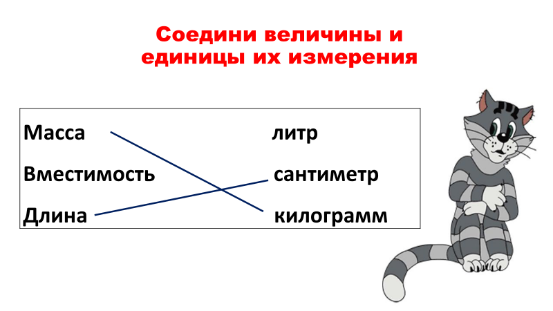 Соедини величины и
единицы их измерения
Масса литр
Вместимость сантиметр
Длина килограмм